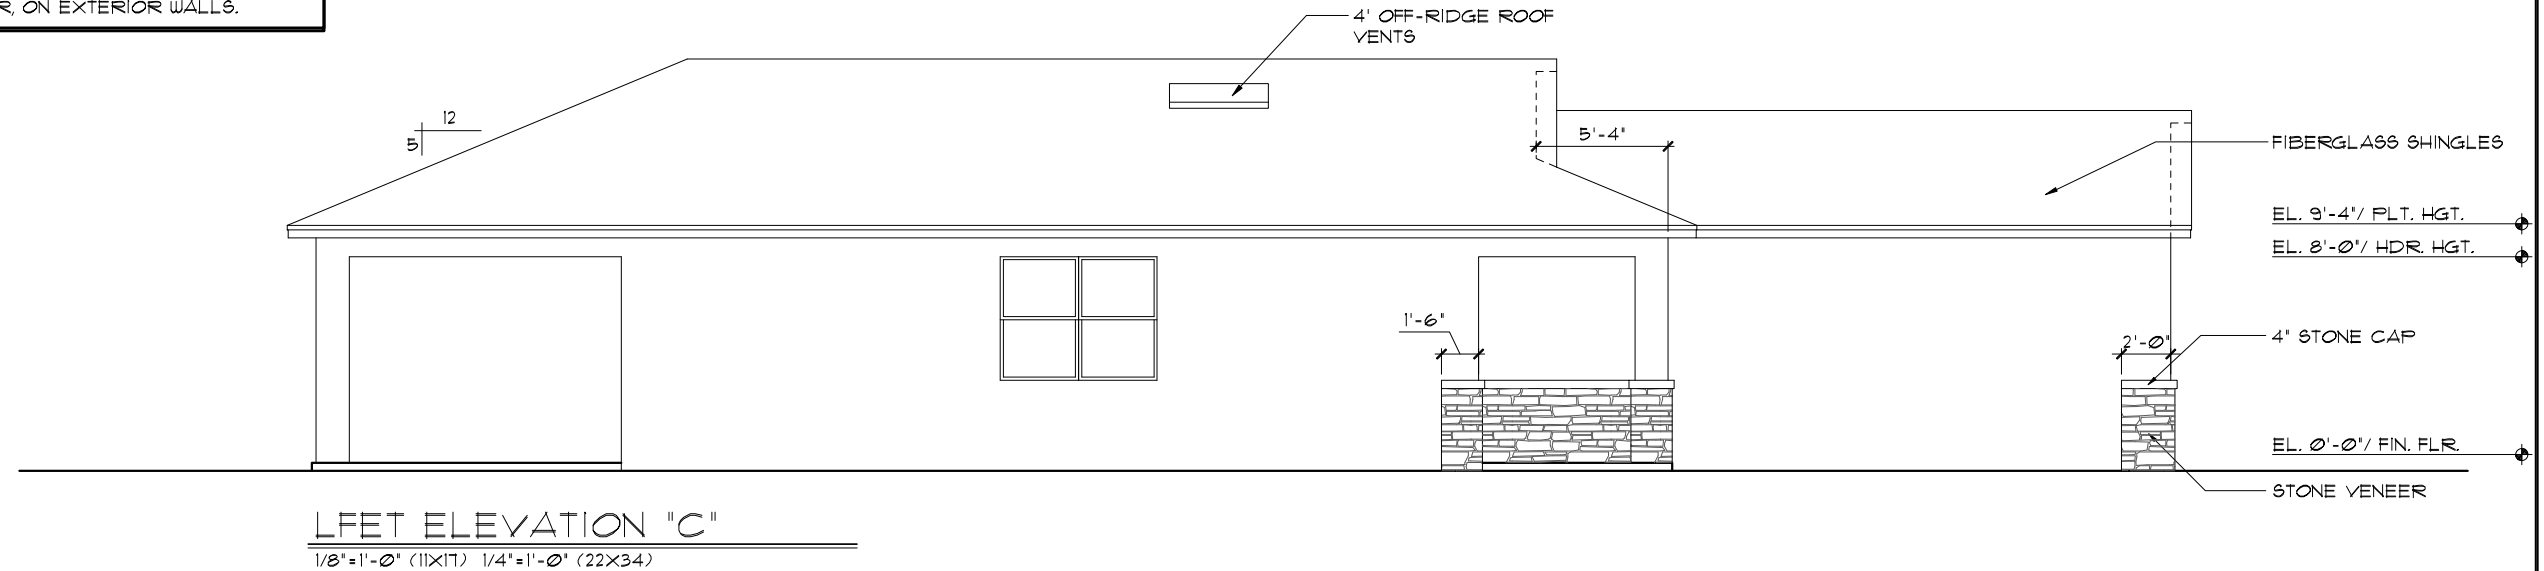 R, ON EXTERIOR WALLS.
4' OFF-RIDGE ROOF
VENTS
12
5
5'-4"
FIBERGLASS SHINGLES
EL. 9'-4"/ PLT. HGT.
EL. 8'-0"/ HDR. HGT.
1'-6"
2'-0"
4" STONE CAP
EL. 0'-0"/ FIN. FLR.
STONE VENEER
LFET ELEVATION "C"
1/8"=1'-0" (11X17) 1/4"=1'-0" (22X34)